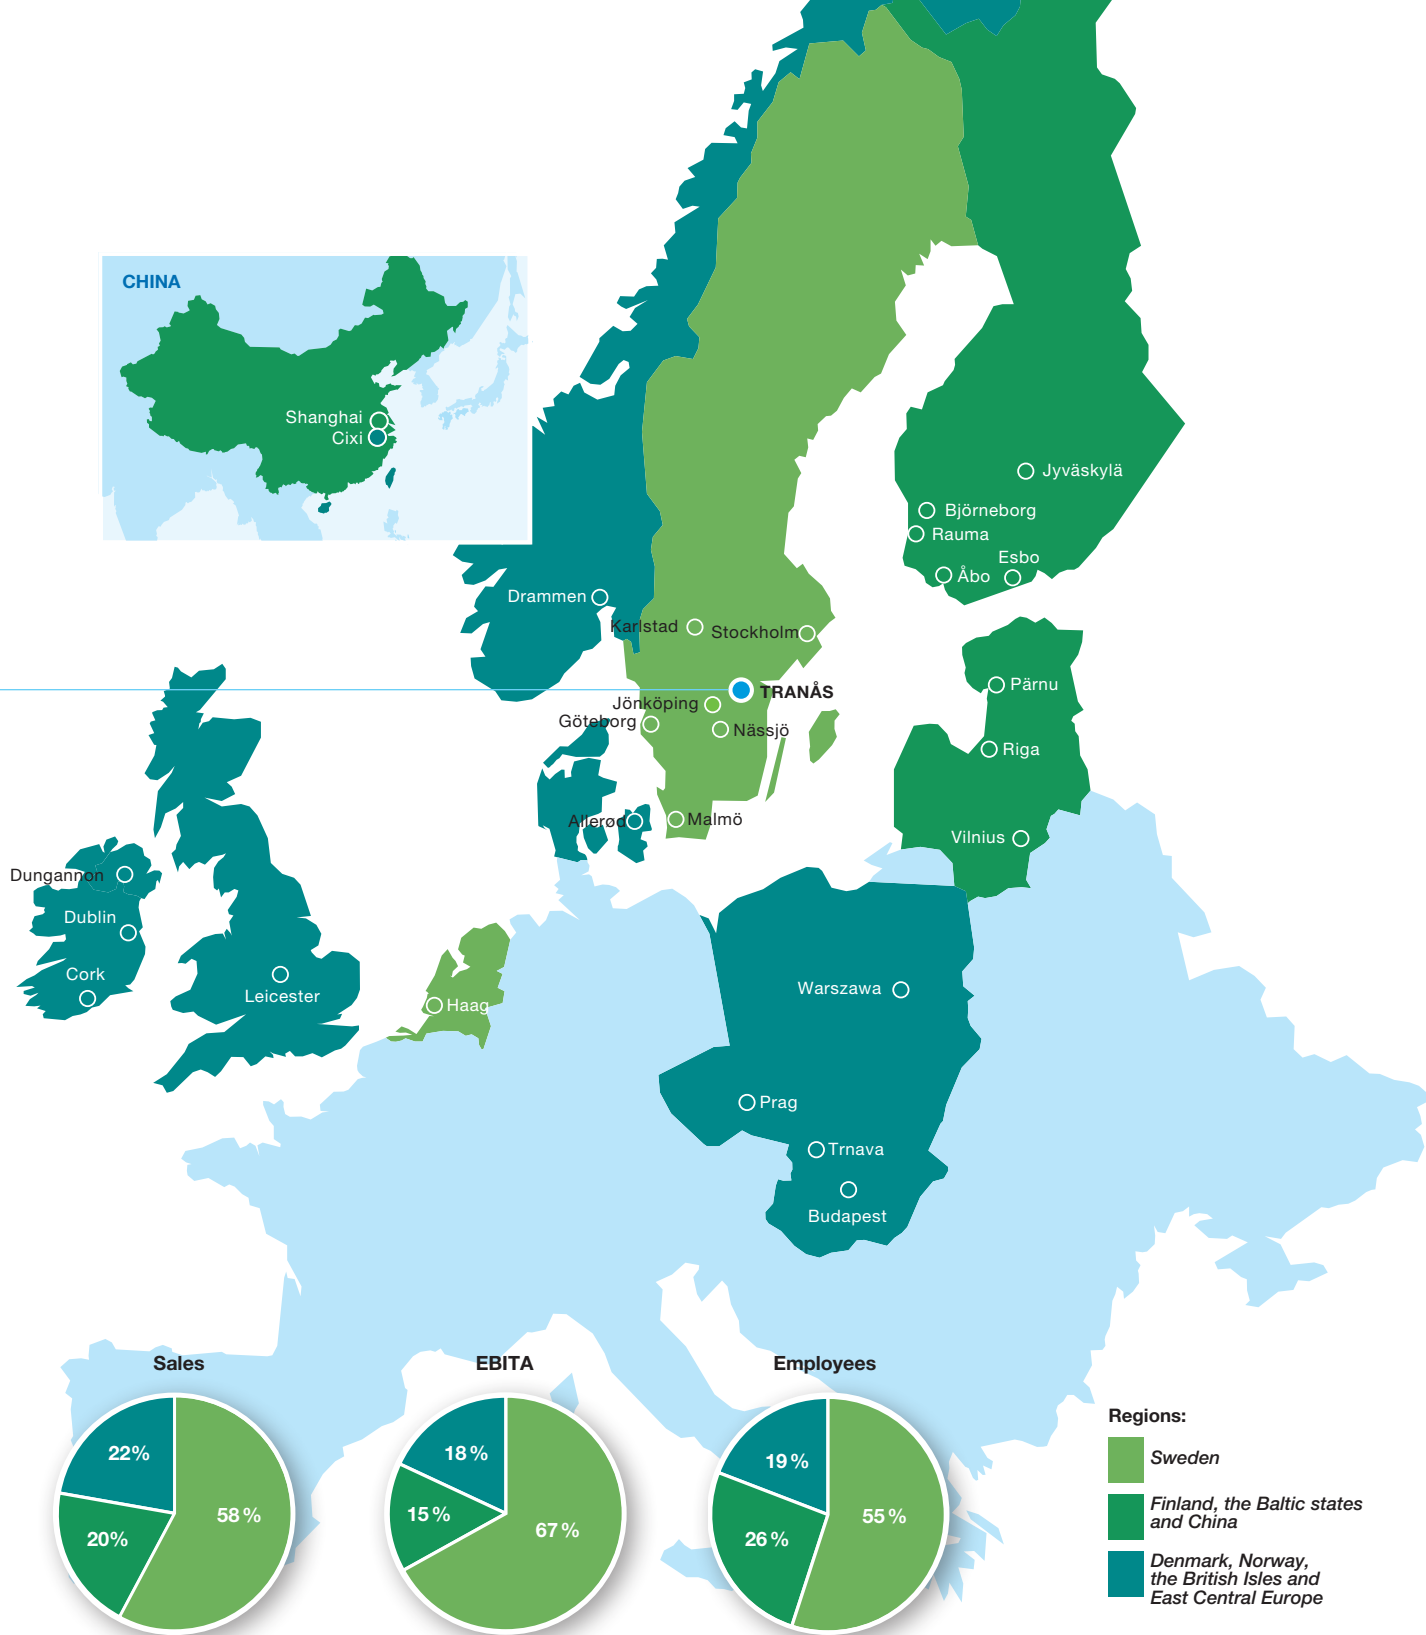 CHINA
Shanghai
Cixi
Jyväskylä
Björneborg
Rauma
Esbo
Åbo
Drammen
Karlstad
Stockholm
TRANÅS
Pärnu
Jönköping
Göteborg
Nässjö
Riga
Allerød
Malmö
Vilnius
Dungannon
Dublin
Cork
Leicester
Haag
Warszawa
Prag
Trnava
Budapest
Sales
22%
58%
20%
EBITA
18%
15%
67%
Employees
19%
55%
26%
Regions:
Sweden
Finland, the Baltic states
and China
Denmark, Norway,
the British Isles and
East Central Europe